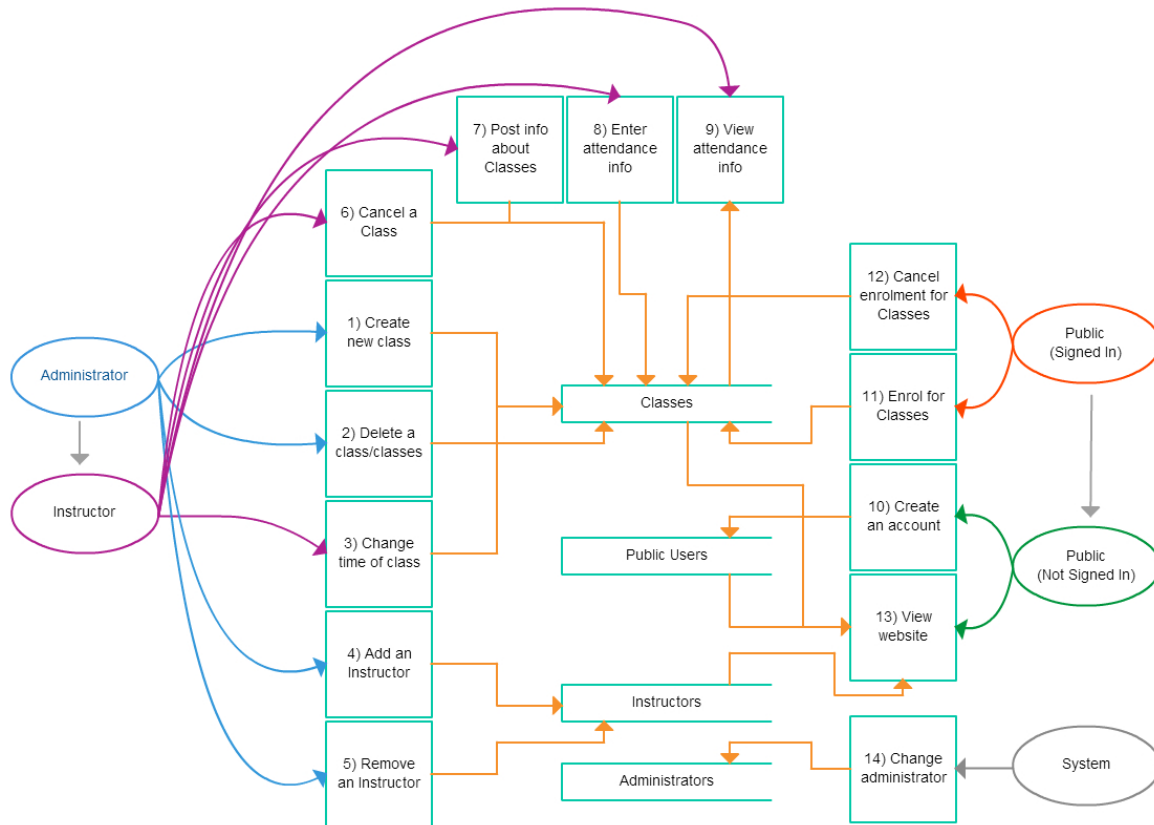 7) Post info
about
Classes
8) Enter
attendance
info
9) View
attendance
info
6) Cancel a
Class
12) Cancel
enrolment for
Classes
1) Create
new class
Public
(Signed In)
Administrator
Classes
11) Enrol for
Classes
2) Delete a
class/classes
Instructor
10) Create
an account
3) Change
time of class
Public Users
Public
(Not Signed In)
13) View
website
4) Add an
Instructor
Instructors
5) Remove
an Instructor
Administrators
14) Change
administrator
System